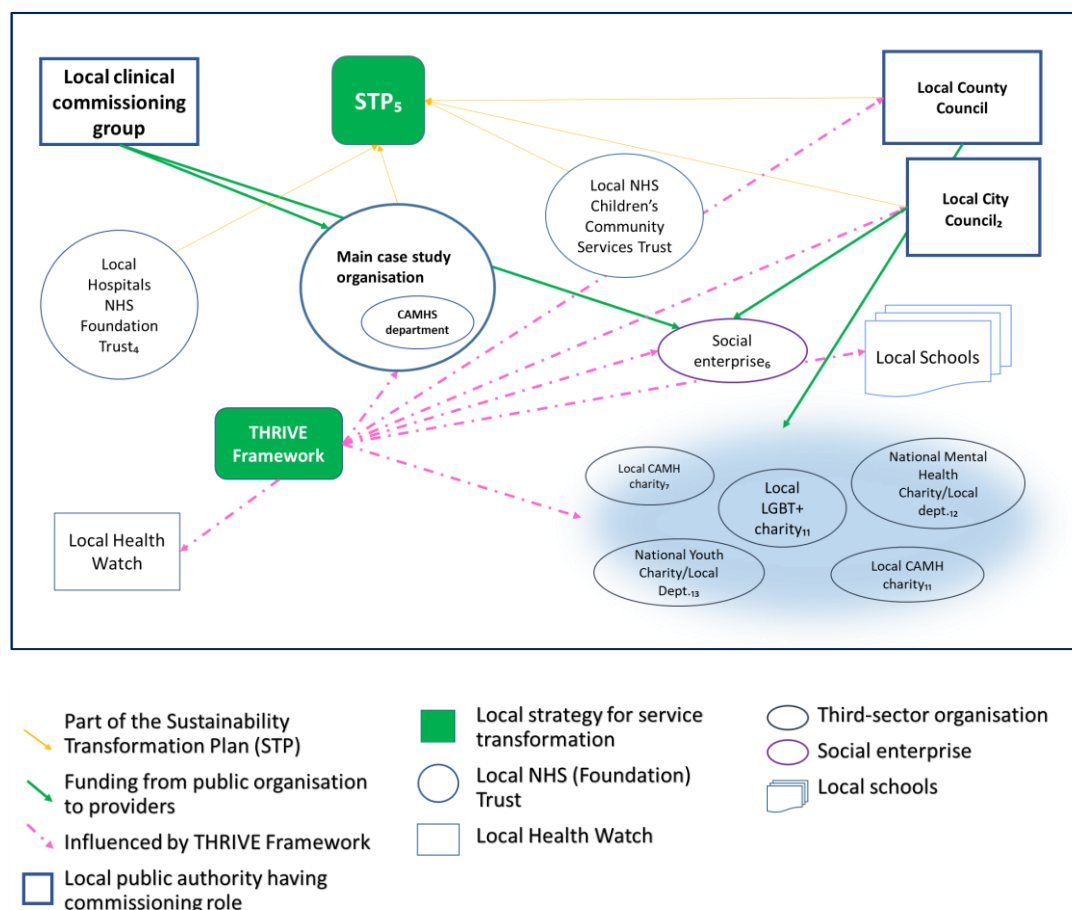 Local clinical
commissioning
group
STP₅
Local County
Council
Local City
Council₂
Local NHS
Children’s
Community
Services Trust
Local
Hospitals
NHS
Foundation
Trust₄
Main case study
organisation
CAMHS
department
Social
enterprise₆
Local Schools
THRIVE
Framework
Local Health
Watch
Local CAMH
charity₇
Local
LGBT+
charity₁₁
National Mental
Health
Charity/Local
dept.₁₂
National Youth
Charity/Local
Dept.₁₃
Local CAMH
charity₁₁
Part of the Sustainability
Transformation Plan (STP)
Funding from public organisation
to providers
Influenced by THRIVE Framework
Local public authority having
commissioning role
Local strategy for service
transformation
Local NHS (Foundation)
Trust
Local Health Watch
Third-sector organisation
Social enterprise
Local schools